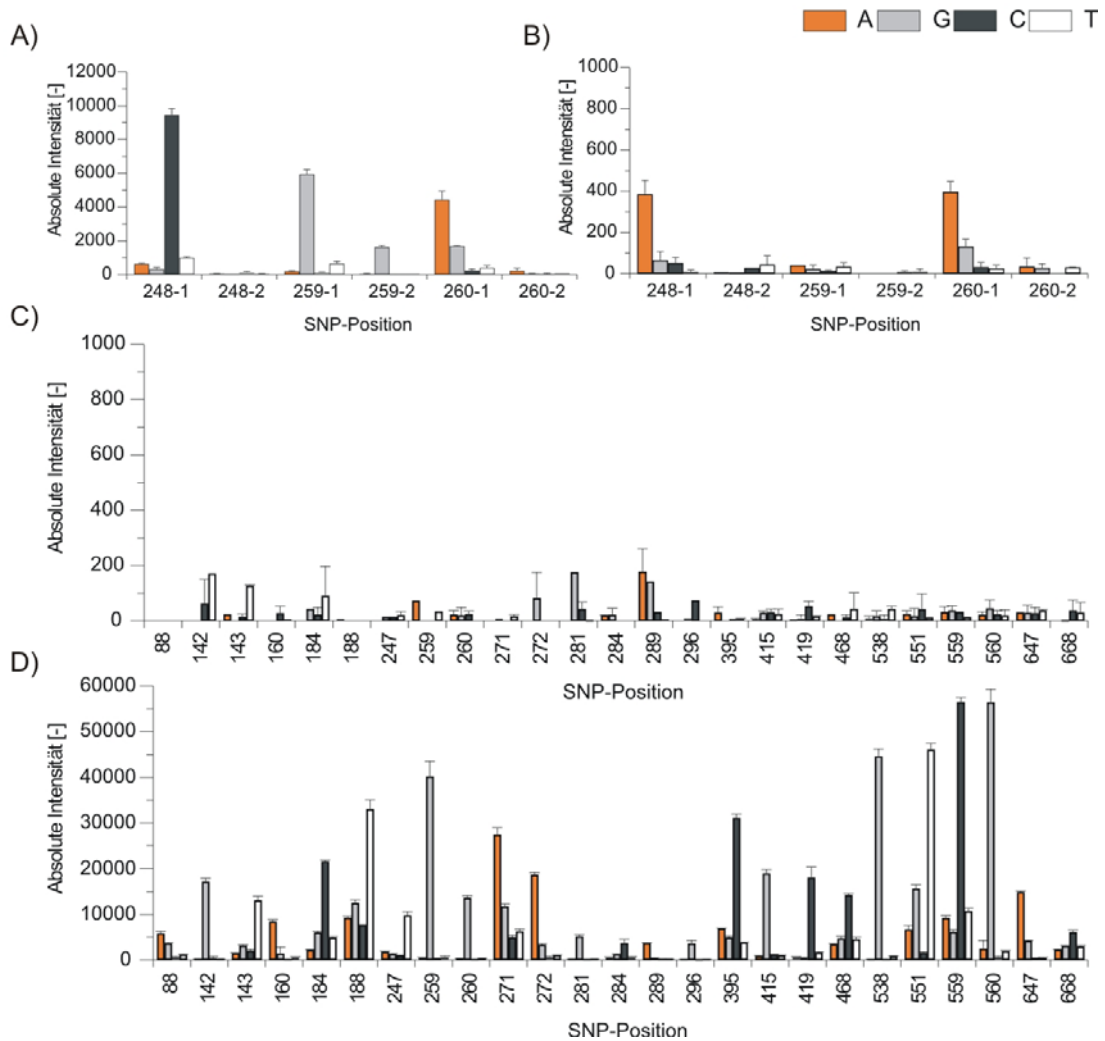 A G C T
A)
Absolute Intensität [-]
12000
10000
8000
6000
4000
2000
0
248-1 248-2 259-1 259-2 260-1 260-2
SNP-Position
B)
Absolute Intensität [-]
1000
800
600
400
200
0
248-1 248-2 259-1 259-2 260-1 260-2
SNP-Position
C)
Absolute Intensität [-]
1000
800
600
400
200
0
88 142 143 160 184 188 247 259 260 271 272 281 284 289 296 395 415 419 468 538 551 559 560 647 668
SNP-Position
D)
Absolute Intensität [-]
60000
50000
40000
30000
20000
10000
0
88 142 143 160 184 188 247 259 260 271 272 281 284 289 296 395 415 419 468 538 551 559 560 647 668
SNP-Position